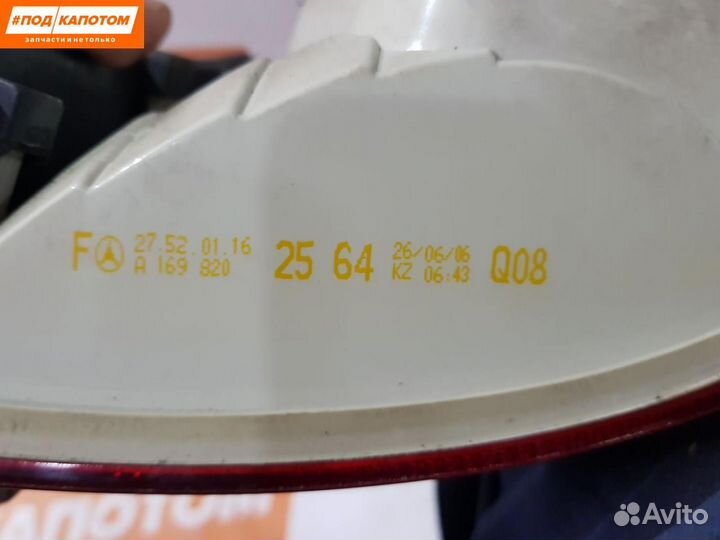 #ПОД КАПОТОМ
запчасти и не только
F 27.52.01.16
A 169 820 25 64 26/06/06
KZ 06:43 Q08
КАПОТОМ
Avito